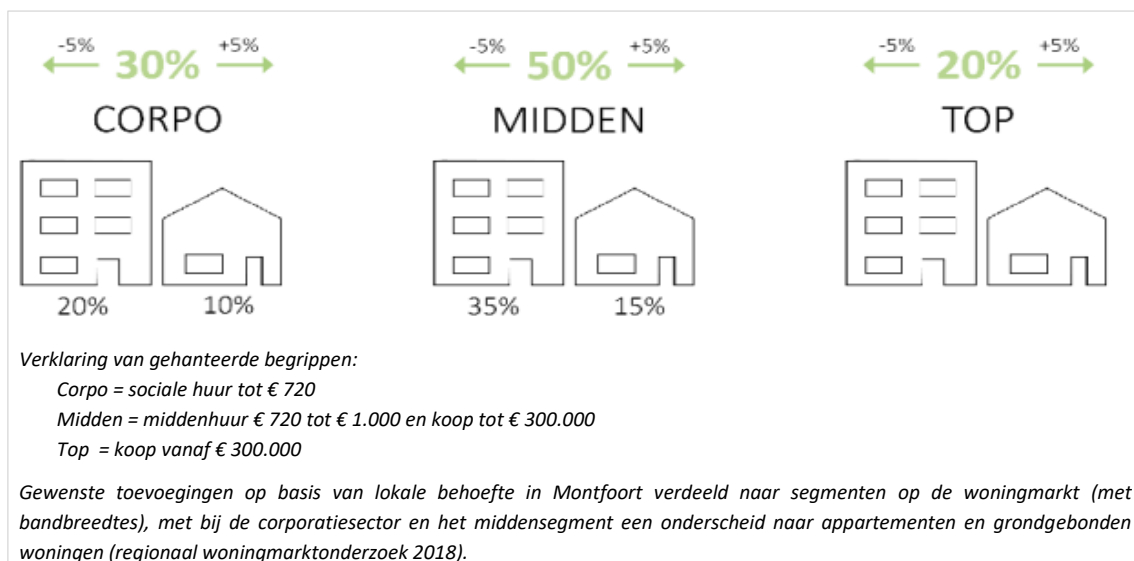 -5% 30% +5%
CORPO
20% 10%
-5% 50% +5%
MIDDEN
35% 15%
-5% 20% +5%
TOP
Verklaring van gehanteerde begrippen:
Corpo = sociale huur tot € 720
Midden = middenhuur € 720 tot € 1.000 en koop tot € 300.000
Top = koop vanaf € 300.000
Gewenste toevoegingen op basis van lokale behoefte in Montfoort verdeeld naar segmenten op de woningmarkt (met
bandbreedtes), met bij de corporatiesector en het middensegment een onderscheid naar appartementen en grondgebonden
woningen (regionaal woningmarktonderzoek 2018).